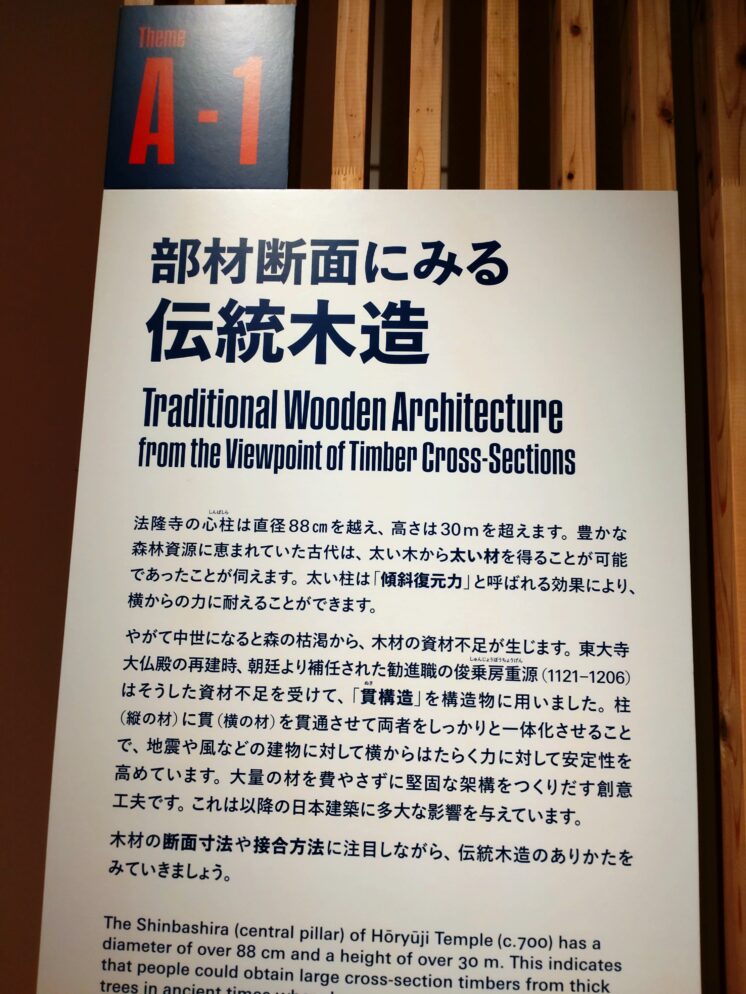 Theme
A - 1
部材断面にみる
伝統木造
Traditional Wooden Architecture
from the Viewpoint of Timber Cross-Sections
しんばしら
法隆寺の心柱は直径88㎝を越え、高さは30mを超えます。豊かな
森林資源に恵まれていた古代は、太い木から太い材を得ることが可能
であったことが伺えます。太い柱は「傾斜復元力」と呼ばれる効果により、
横からの力に耐えることができます。
やがて中世になると森の枯渇から、木材の資材不足が生じます。東大寺
しゅんじょうぼうちょうげん
大仏殿の再建時、朝廷より補任された勧進職の俊乗房重源（1121–1206）
ぬき
はそうした資材不足を受けて、「貫構造」を構造物に用いました。柱
（縦の材）に貫（横の材）を貫通させて両者をしっかりと一体化させること
で、地震や風などの建物に対して横からはたらく力に対して安定性を
高めています。大量の材を費やさずに堅固な架構をつくりだす創意
工夫です。これは以降の日本建築に多大な影響を与えています。
木材の断面寸法や接合方法に注目しながら、伝統木造のありかたを
みていきましょう。
The Shinbashira (central pillar) of Hōryūji Temple (c.700) has a
diameter of over 88 cm and a height of over 30 m. This indicates
that people could obtain large cross-section timbers from thick
trees in ancient times